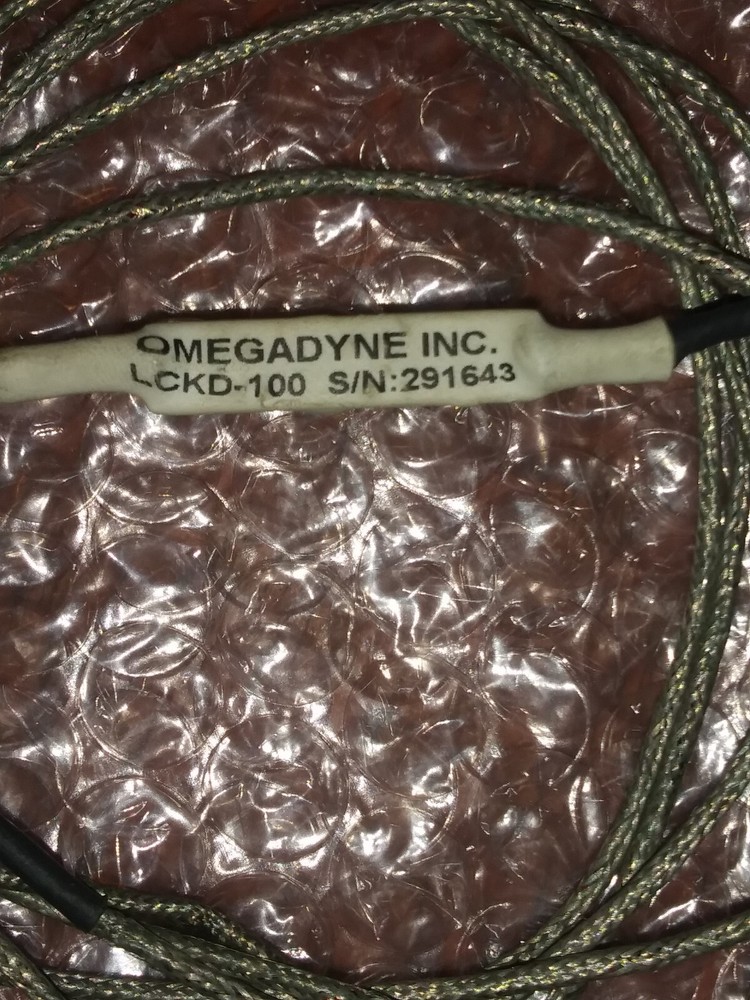 OMEGADYNE INC.
LCKD-100 S/N:291643